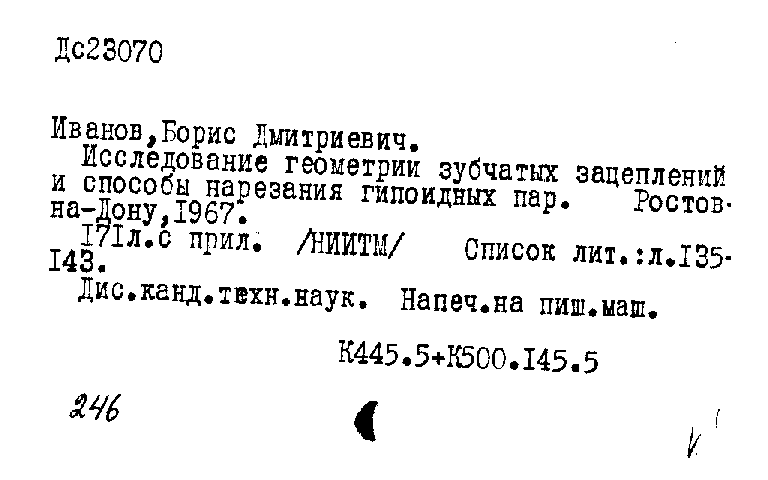 Дс23070
Иванов,Борис Дмитриевич.
Исследование геометрии зубчатых зацеплений
и способы нарезания гипоидных пар. Ростов-
на-Дону,1967.
171л.с прил. /НИИТМ/ Список лит.:л.135-
143.
Дис.канд.техн.наук. Напеч.на пиш.маш.
К445.5+К500.145.5
246